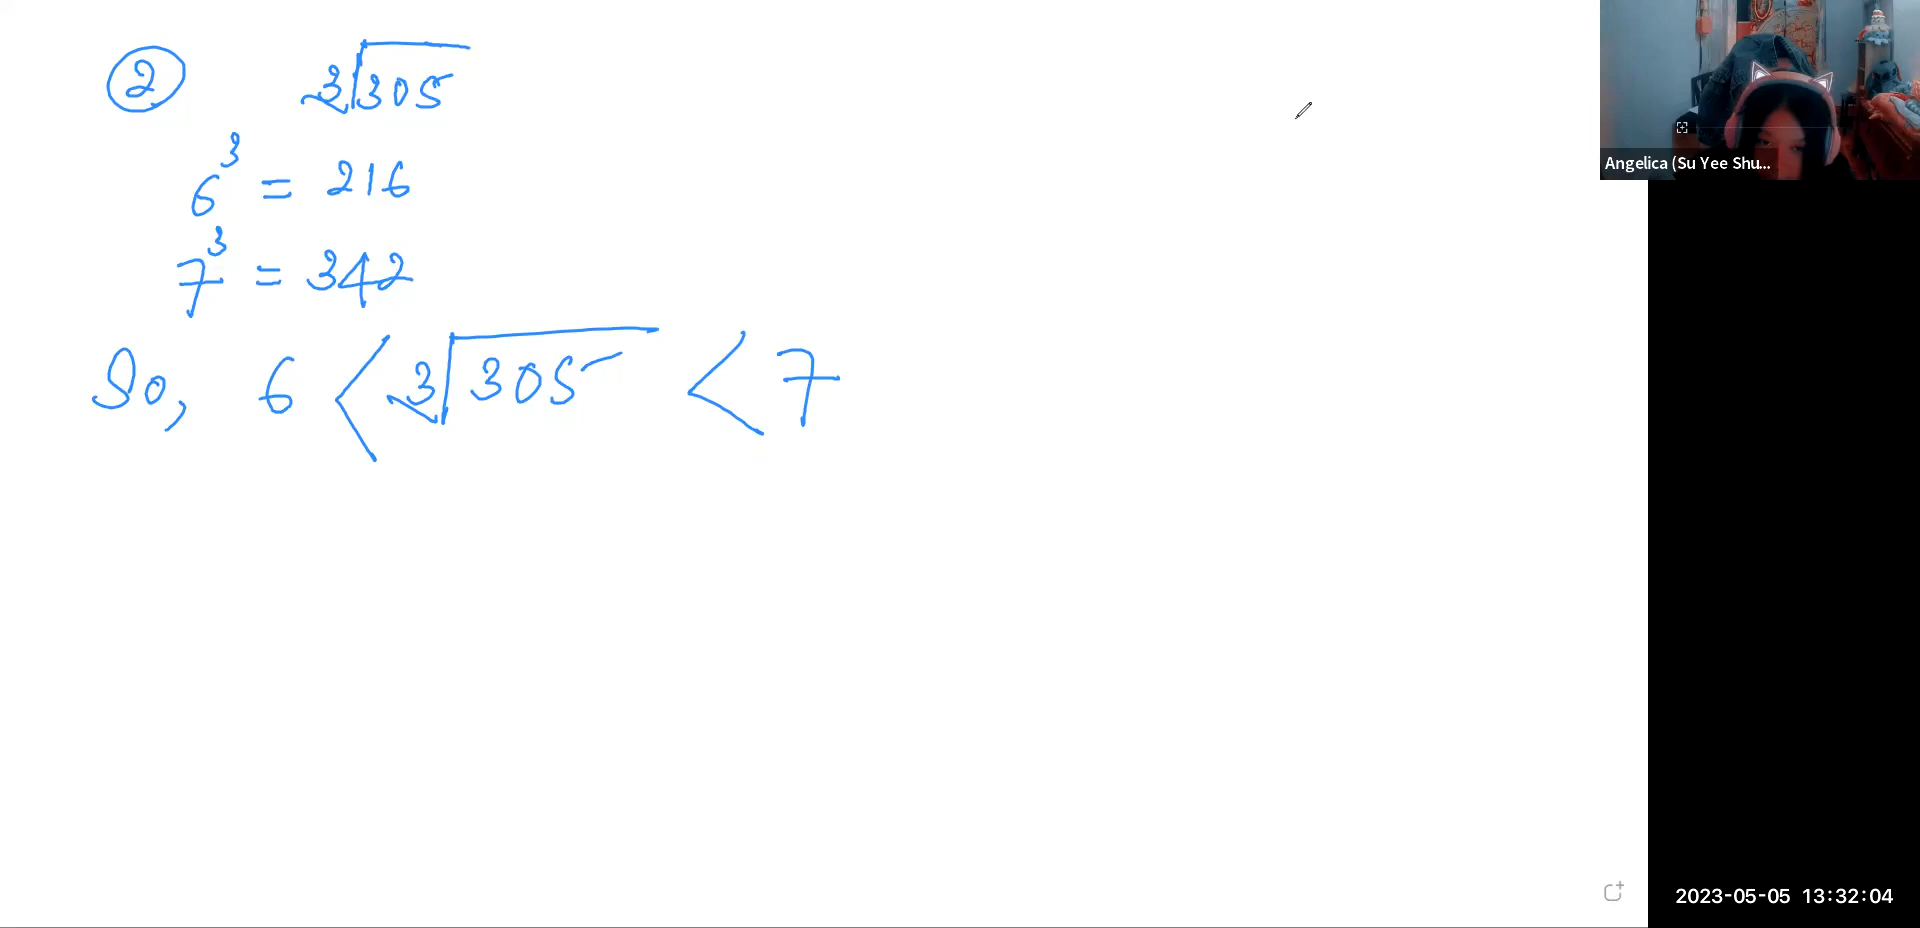 ② ∛305
6³ = 216
7³ = 342
So, 6 < ∛305 < 7
Angelica (Su Yee Shu...
2023-05-05 13:32:04